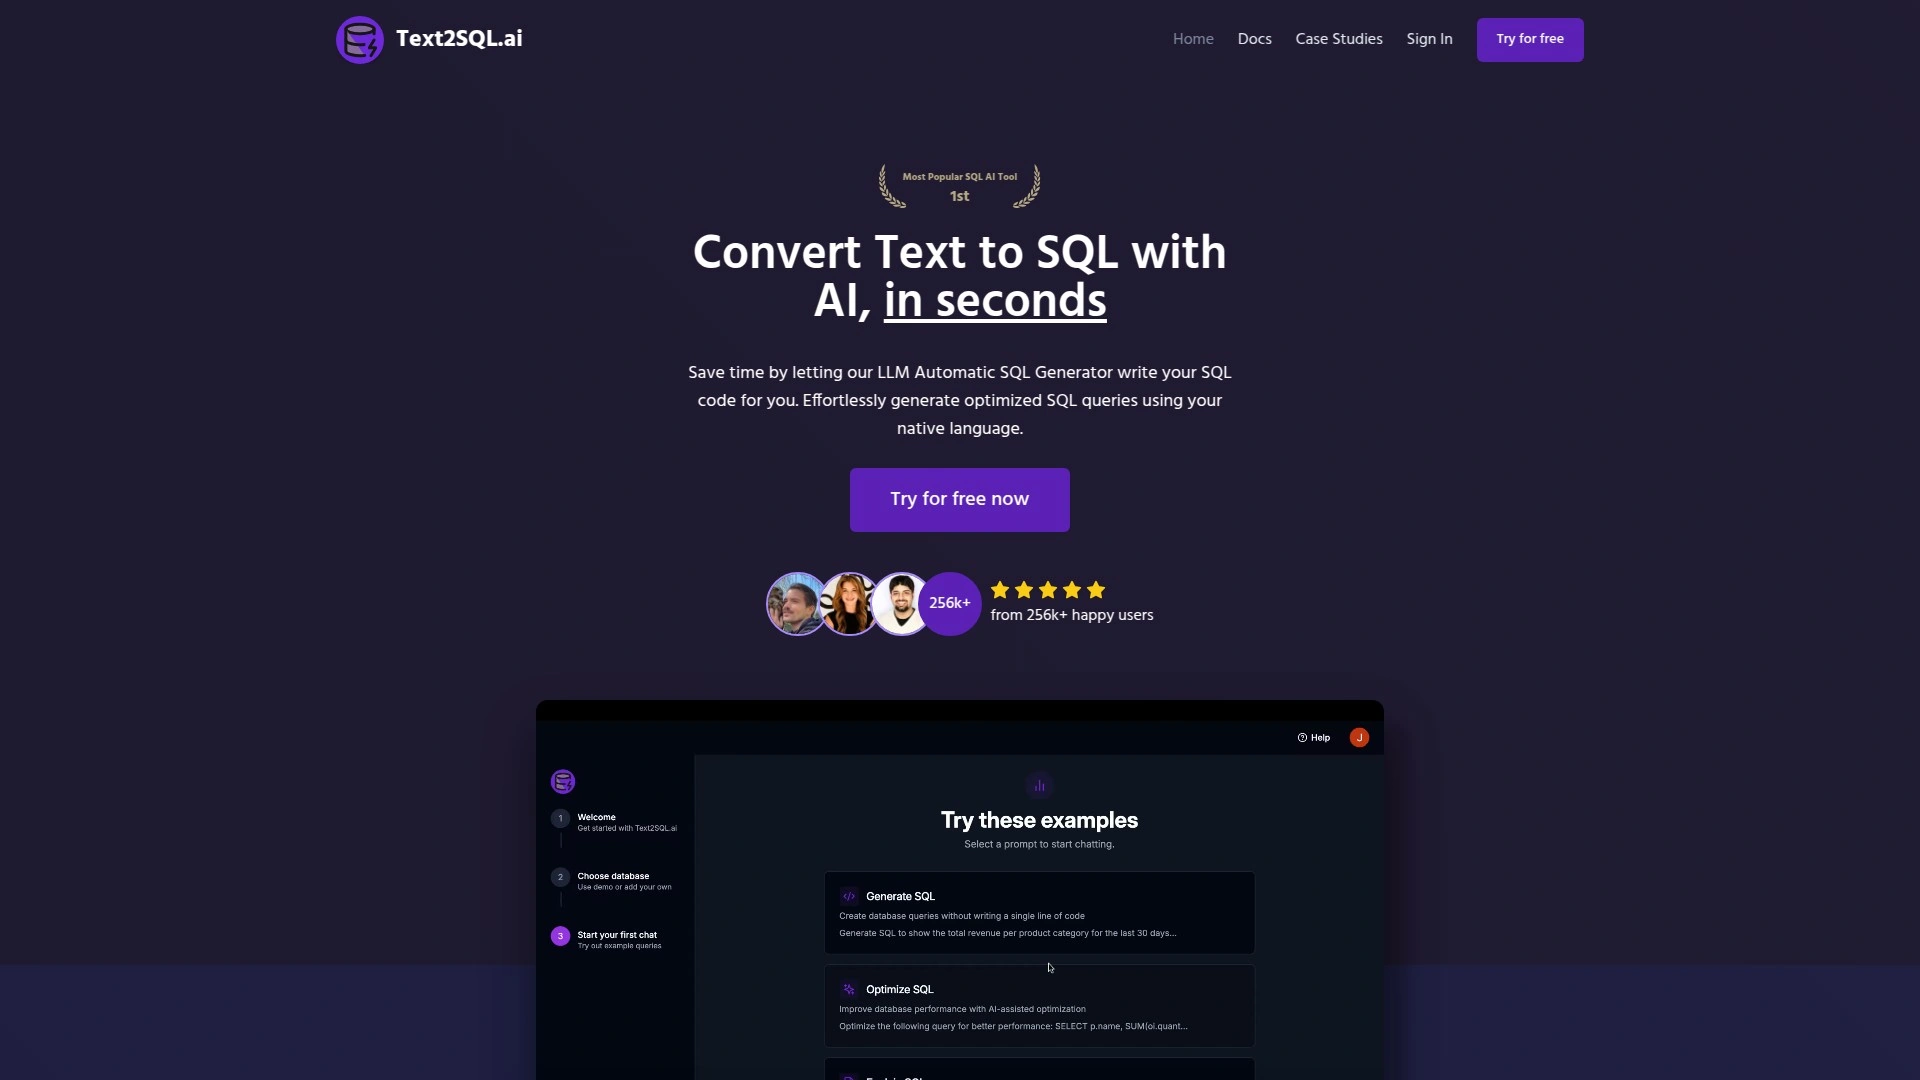 Text2SQL.ai
Home
Docs
Case Studies
Sign In
Try for free
Most Popular SQL AI Tool
1st
Convert Text to SQL with
AI, in seconds
Save time by letting our LLM Automatic SQL Generator write your SQL
code for you. Effortlessly generate optimized SQL queries using your
native language.
Try for free now
256k+
from 256k+ happy users
Help
J
1
Welcome
Get started with Text2SQL.ai
2
Choose database
Use demo or add your own
3
Start your first chat
Try out example queries
Try these examples
Select a prompt to start chatting.
Generate SQL
Create database queries without writing a single line of code
Generate SQL to show the total revenue per product category for the last 30 days...
Optimize SQL
Improve database performance with AI-assisted optimization
Optimize the following query for better performance: SELECT p.name, SUM(oi.quant...